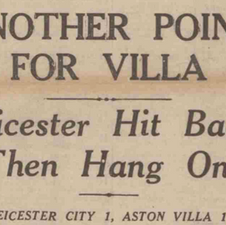 NOTHER POIN
FOR VILLA
icester Hit Ba
Then Hang On
EICESTER CITY 1, ASTON VILLA 1